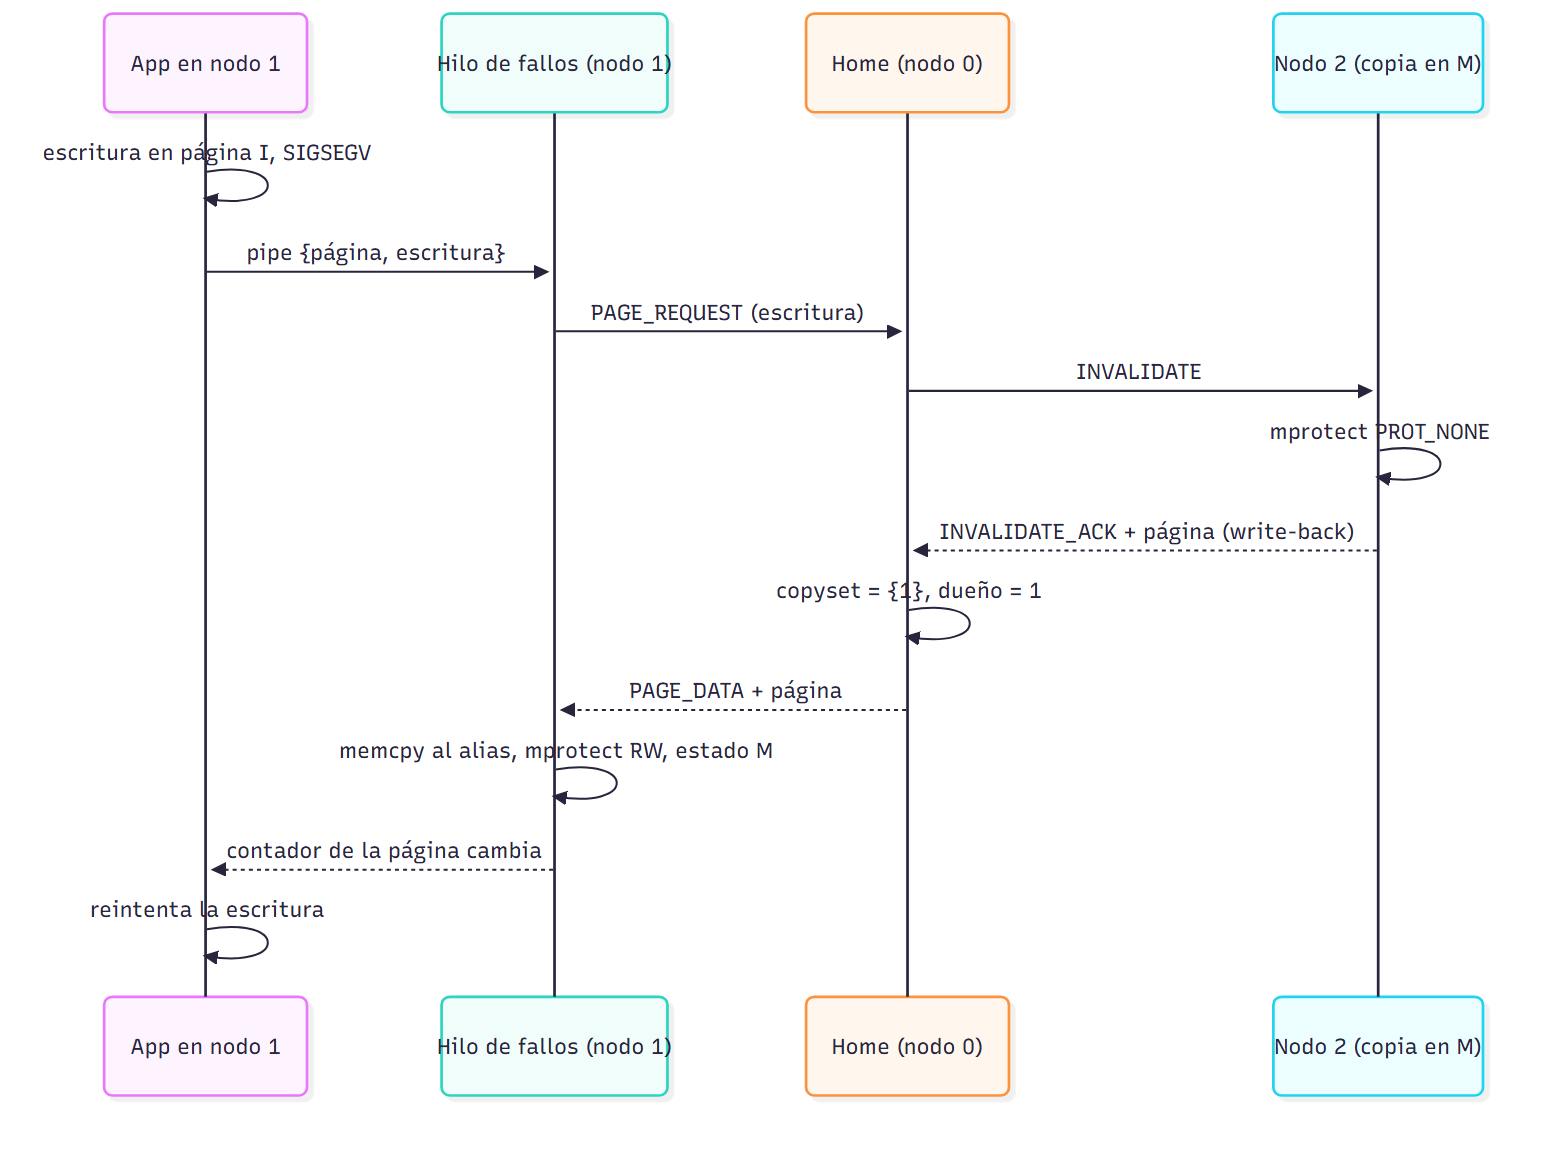 App en nodo 1
Hilo de fallos (nodo 1)
Home (nodo 0)
Nodo 2 (copia en M)
escritura en página I, SIGSEGV
pipe {página, escritura}
PAGE_REQUEST (escritura)
INVALIDATE
mprotect PROT_NONE
INVALIDATE_ACK + página (write-back)
copyset = {1}, dueño = 1
PAGE_DATA + página
memcpy al alias, mprotect RW, estado M
contador de la página cambia
reintenta la escritura
App en nodo 1
Hilo de fallos (nodo 1)
Home (nodo 0)
Nodo 2 (copia en M)